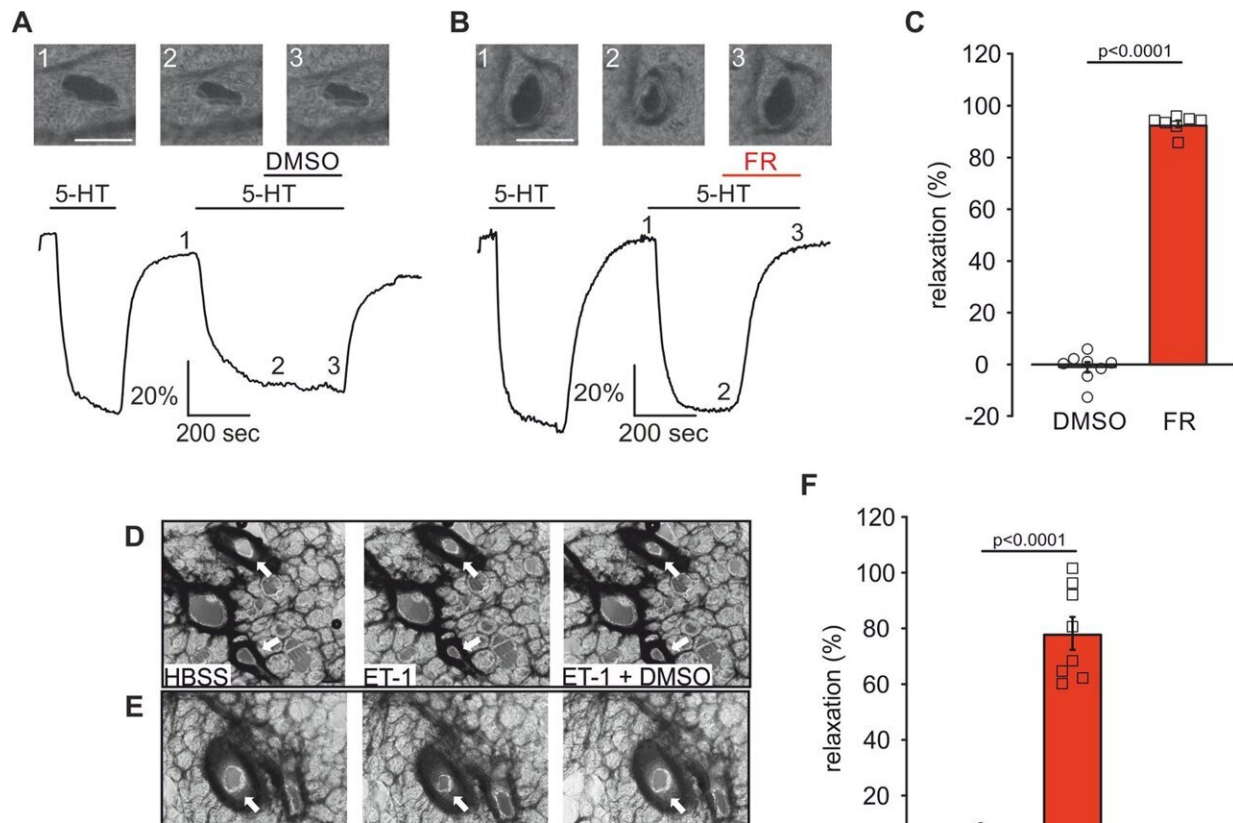 A
1
2
3
DMSO
5-HT
5-HT
1
2
3
20%
200 sec
B
1
2
3
FR
5-HT
5-HT
1
3
2
20%
200 sec
C
p<0.0001
120
100
80
60
40
20
0
-20
relaxation (%)
DMSO
FR
D
HBSS
ET-1
ET-1 + DMSO
E
F
120
p<0.0001
100
80
60
40
20
relaxation (%)